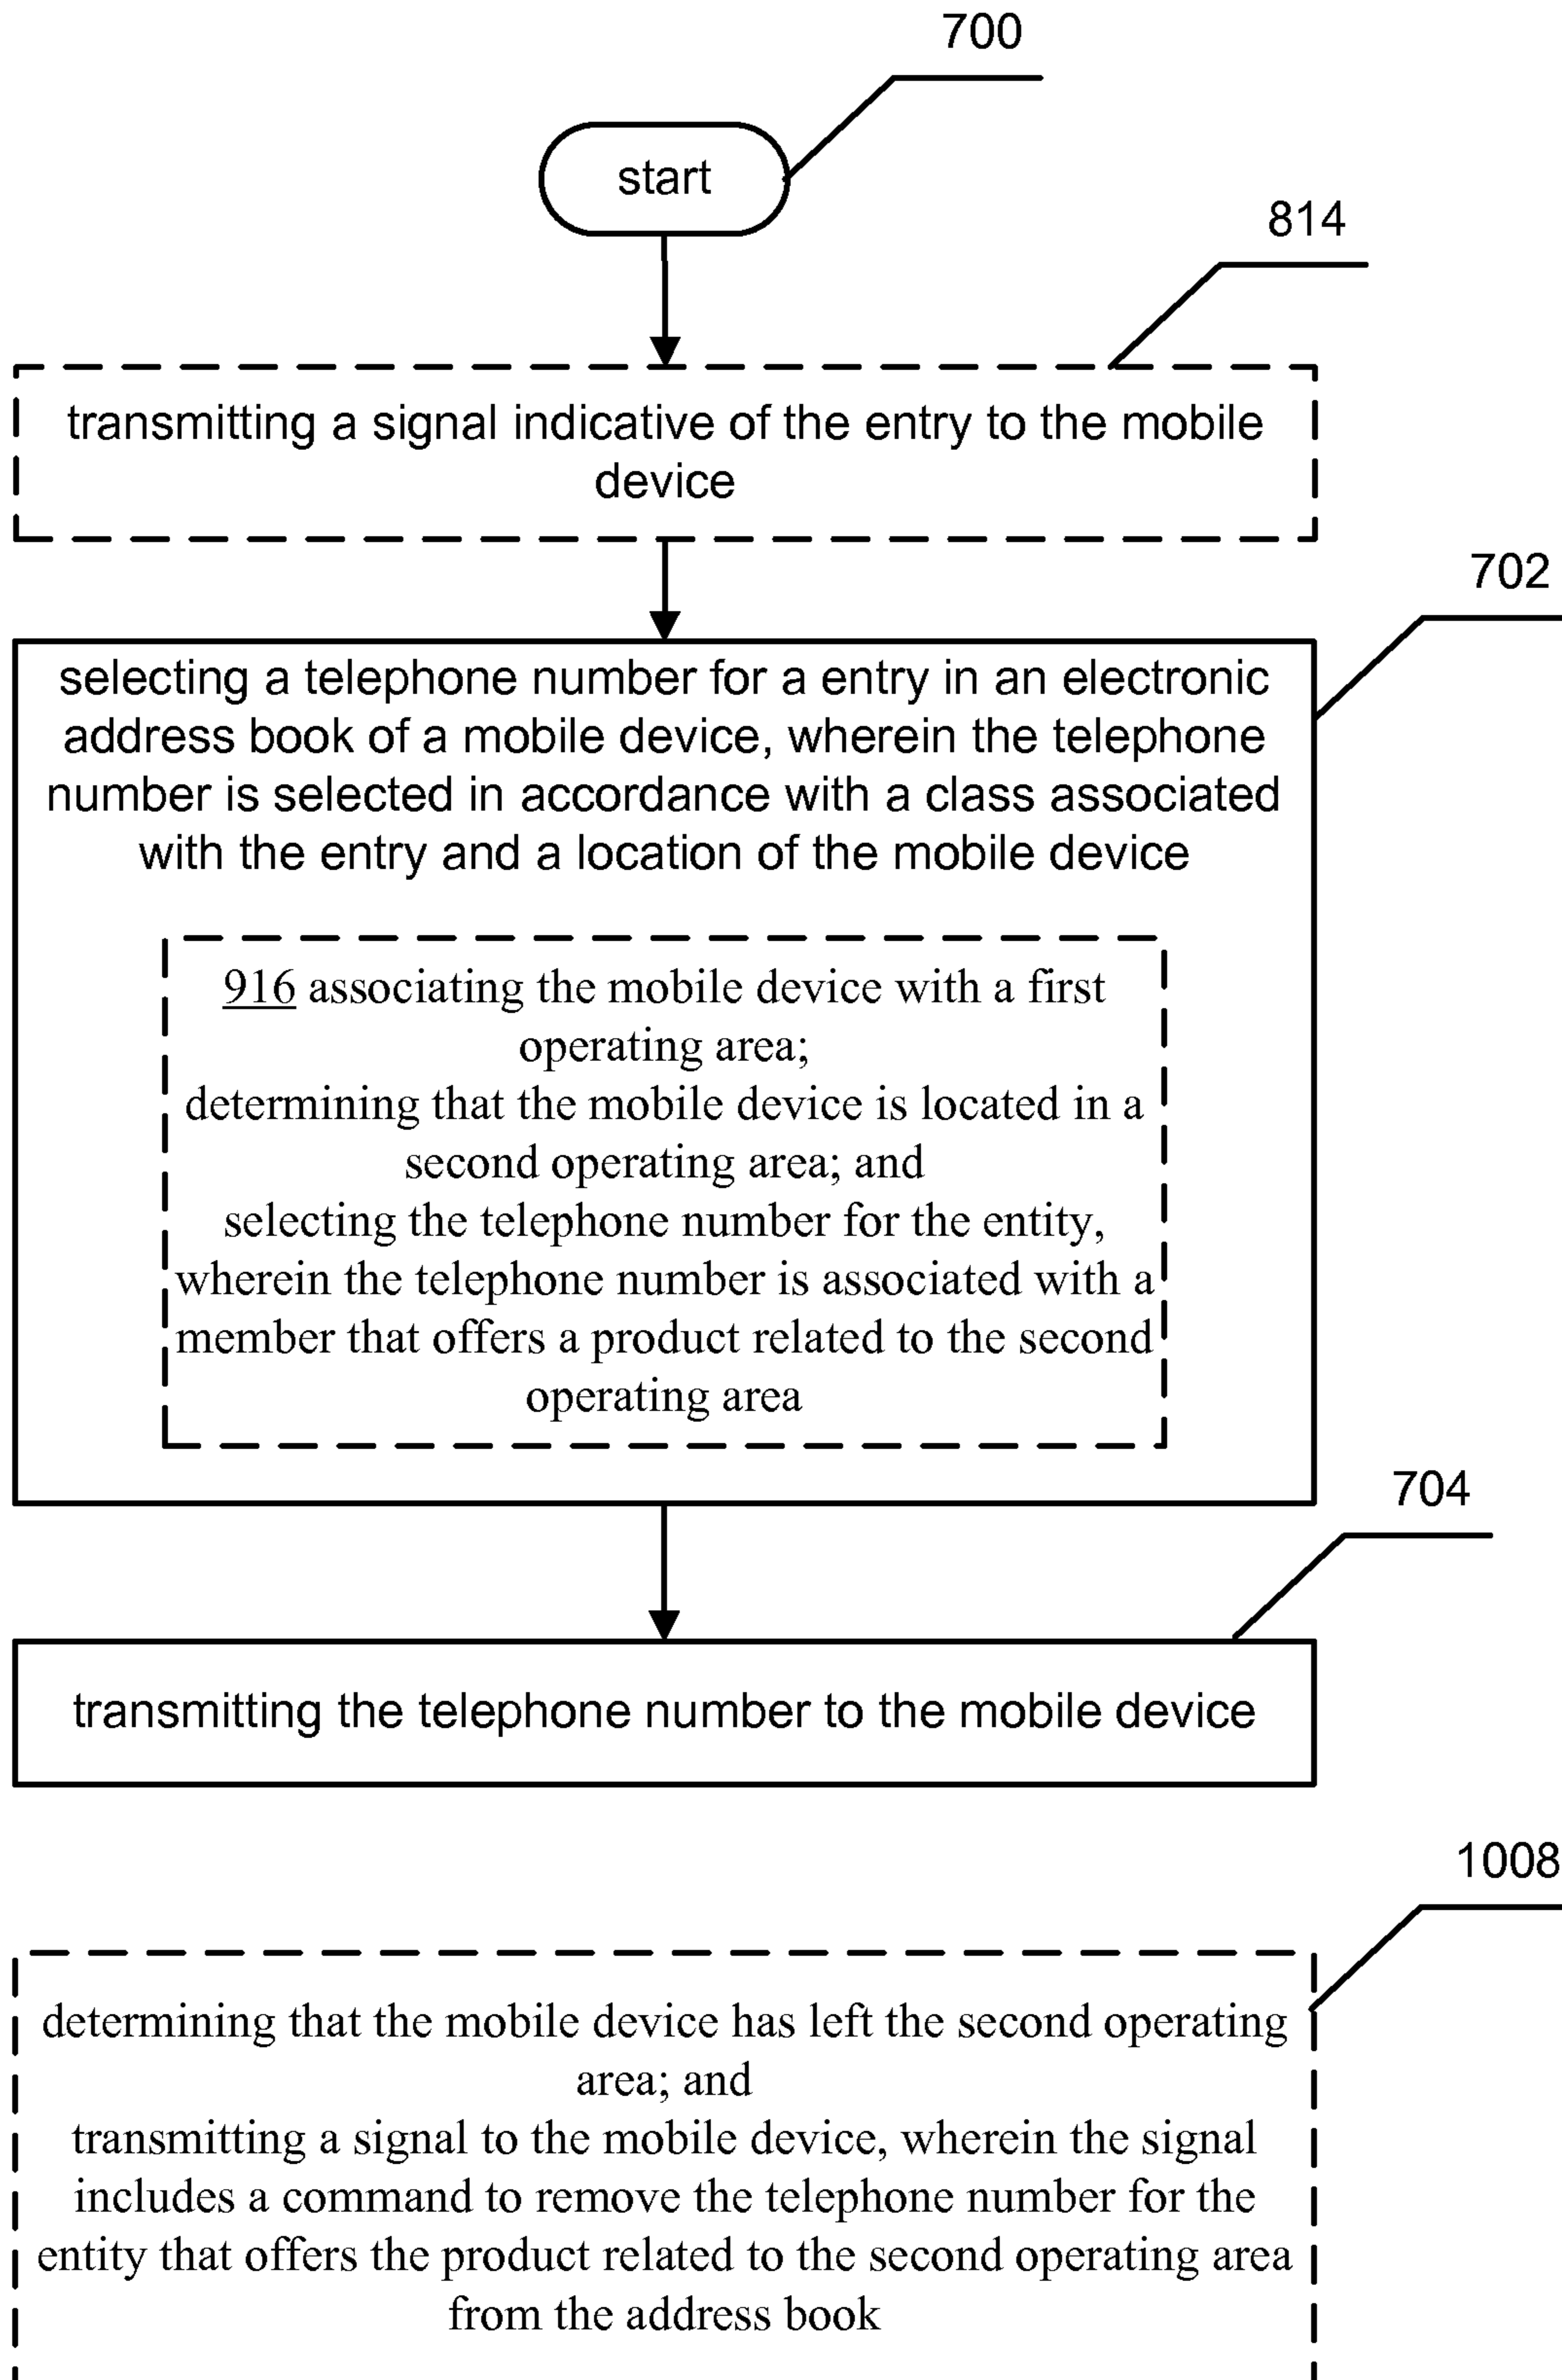 700
start
814
transmitting a signal indicative of the entry to the mobile
device
702
selecting a telephone number for a entry in an electronic
address book of a mobile device, wherein the telephone
number is selected in accordance with a class associated
with the entry and a location of the mobile device
916 associating the mobile device with a first
operating area;
determining that the mobile device is located in a
second operating area; and
selecting the telephone number for the entity,
wherein the telephone number is associated with a
member that offers a product related to the second
operating area
704
transmitting the telephone number to the mobile device
1008
determining that the mobile device has left the second operating
area; and
transmitting a signal to the mobile device, wherein the signal
includes a command to remove the telephone number for the
entity that offers the product related to the second operating area
from the address book